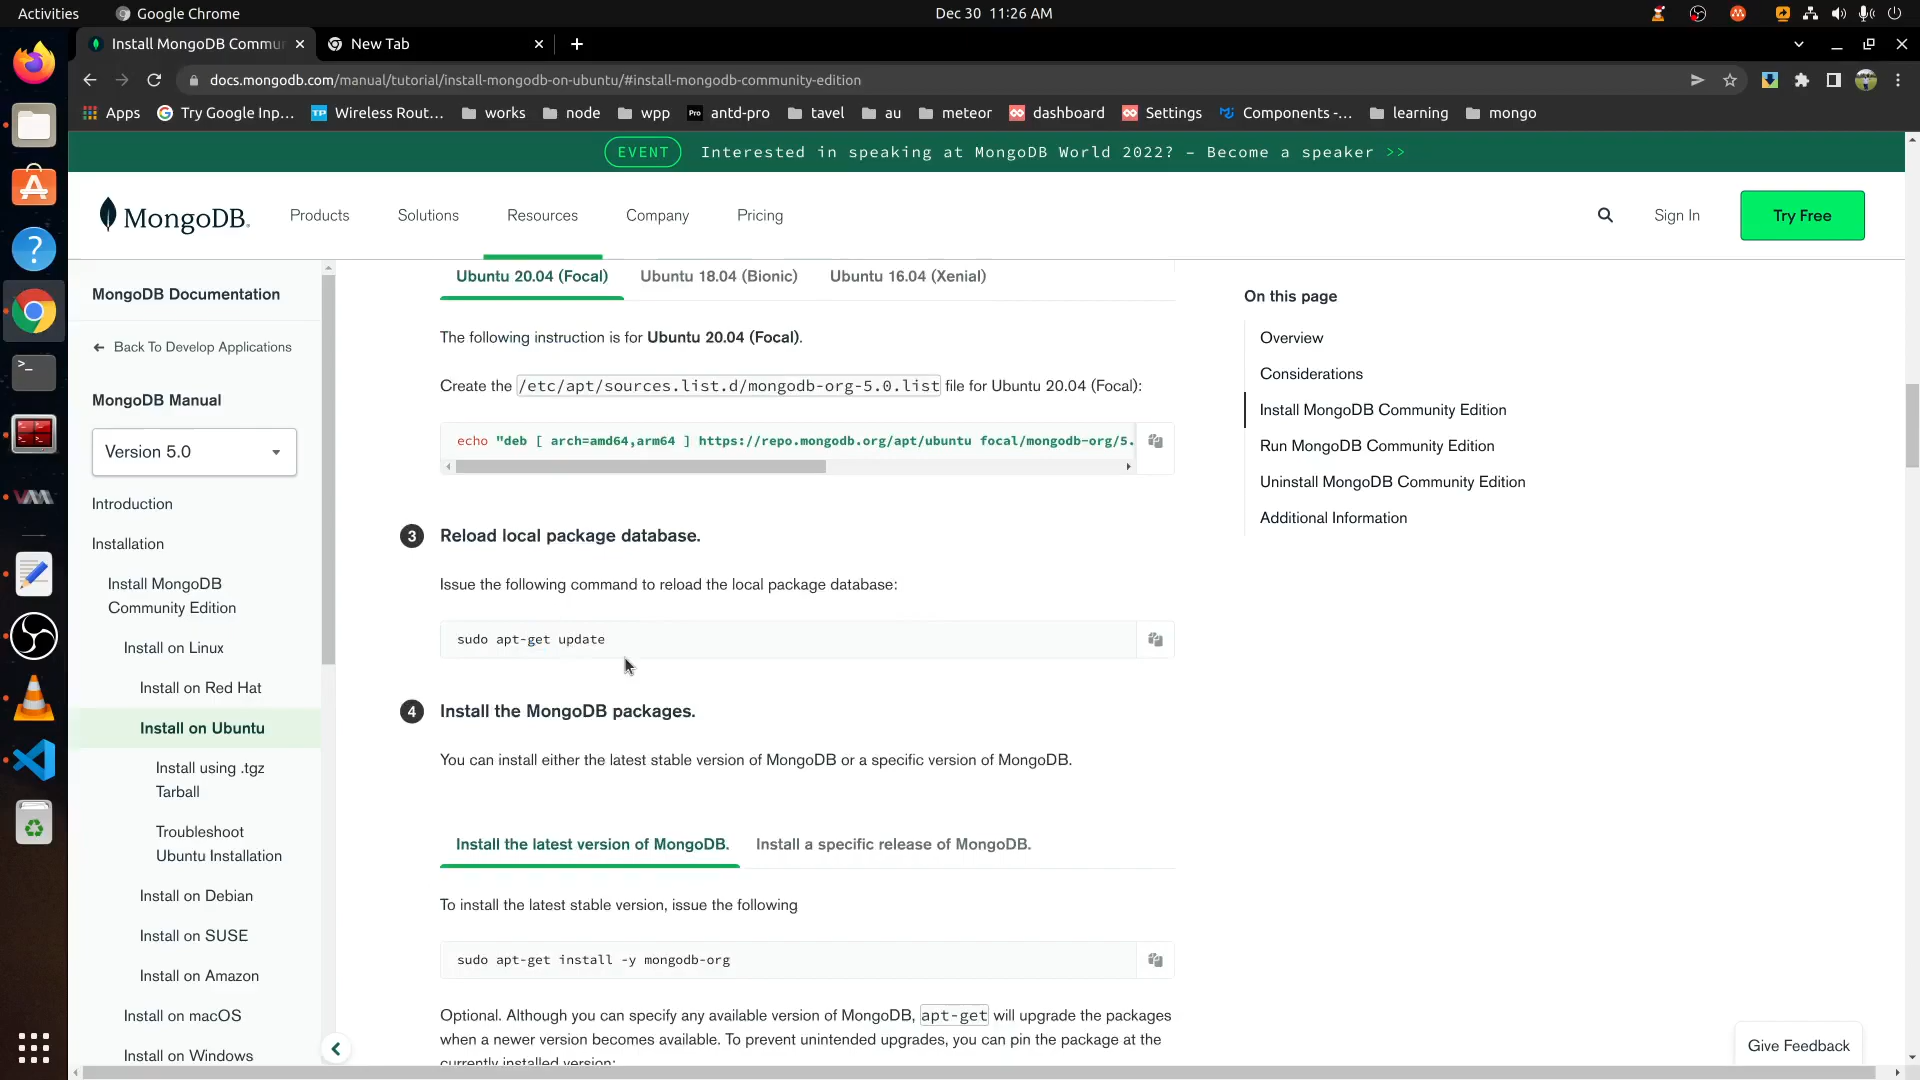 Activities
Google Chrome
Dec 30 11:26 AM
Install MongoDB Commun
New Tab
docs.mongodb.com/manual/tutorial/install-mongodb-on-ubuntu/#install-mongodb-community-edition
Apps
Try Google Inp...
TP
Wireless Rout...
works
node
wpp
Pro
antd-pro
tavel
au
meteor
dashboard
Settings
Components -...
learning
mongo
EVENT
Interested in speaking at MongoDB World 2022? – Become a speaker >>
MongoDB.
Products
Solutions
Resources
Company
Pricing
Sign In
Try Free
MongoDB Documentation
← Back To Develop Applications
MongoDB Manual
Version 5.0
Introduction
Installation
Install MongoDB
Community Edition
Install on Linux
Install on Red Hat
Install on Ubuntu
Install using .tgz
Tarball
Troubleshoot
Ubuntu Installation
Install on Debian
Install on SUSE
Install on Amazon
Install on macOS
Install on Windows
Ubuntu 20.04 (Focal)
Ubuntu 18.04 (Bionic)
Ubuntu 16.04 (Xenial)
The following instruction is for Ubuntu 20.04 (Focal).
Create the /etc/apt/sources.list.d/mongodb-org-5.0.list file for Ubuntu 20.04 (Focal):
echo "deb [ arch=amd64,arm64 ] https://repo.mongodb.org/apt/ubuntu focal/mongodb-org/5.
3 Reload local package database.
Issue the following command to reload the local package database:
sudo apt-get update
4 Install the MongoDB packages.
You can install either the latest stable version of MongoDB or a specific version of MongoDB.
Install the latest version of MongoDB.
Install a specific release of MongoDB.
To install the latest stable version, issue the following
sudo apt-get install -y mongodb-org
Optional. Although you can specify any available version of MongoDB, apt-get will upgrade the packages
when a newer version becomes available. To prevent unintended upgrades, you can pin the package at the
currently installed version:
On this page
Overview
Considerations
Install MongoDB Community Edition
Run MongoDB Community Edition
Uninstall MongoDB Community Edition
Additional Information
Give Feedback